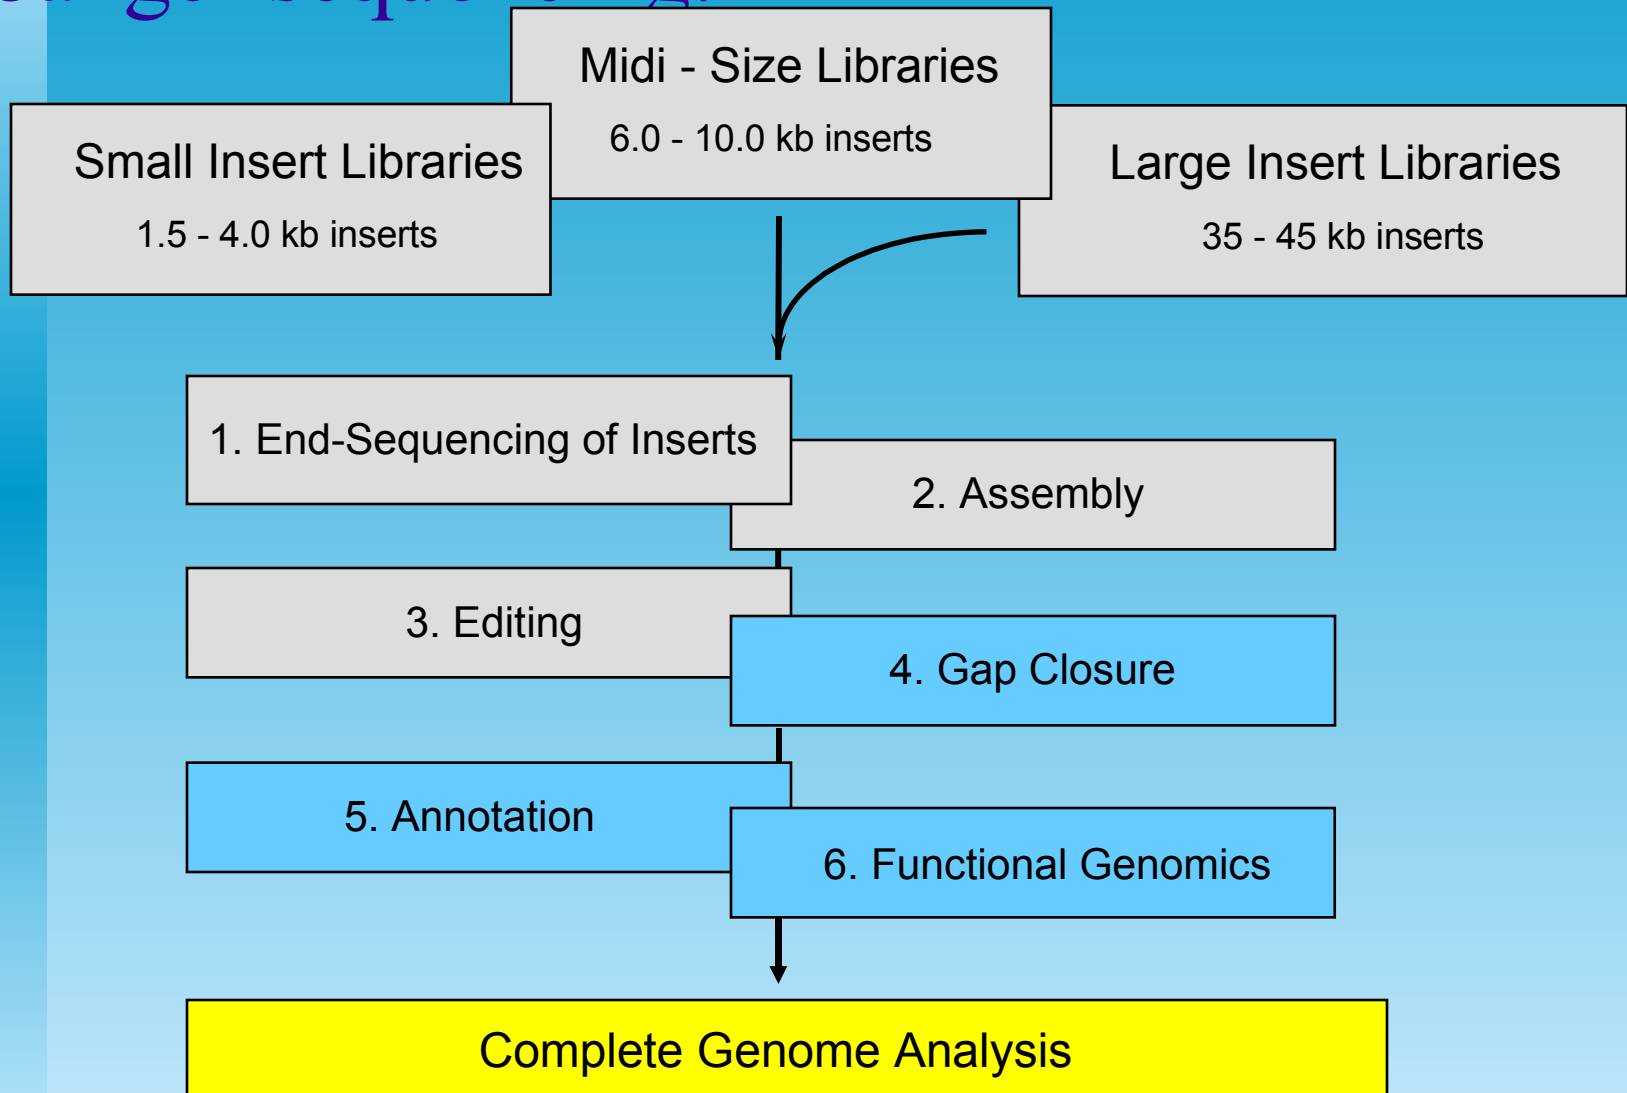 Midi - Size Libraries
6.0 - 10.0 kb inserts
Small Insert Libraries
1.5 - 4.0 kb inserts
Large Insert Libraries
35 - 45 kb inserts
1. End-Sequencing of Inserts
2. Assembly
3. Editing
4. Gap Closure
5. Annotation
6. Functional Genomics
Complete Genome Analysis